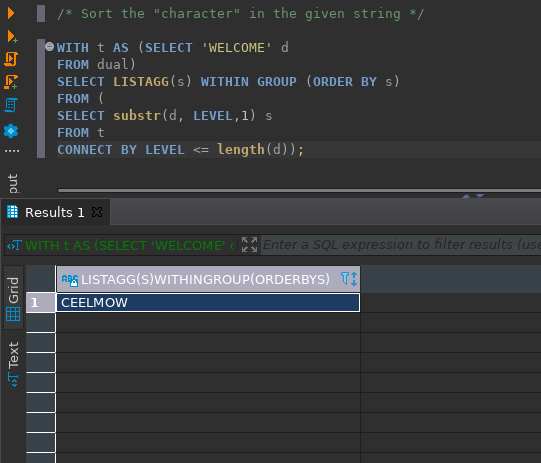 /* Sort the "character" in the given string */
WITH t AS (SELECT 'WELCOME' d
FROM dual)
SELECT LISTAGG(s) WITHIN GROUP (ORDER BY s)
FROM (
SELECT substr(d, LEVEL,1) s
FROM t
CONNECT BY LEVEL <= length(d));
put
Results 1
WITH t AS (SELECT 'WELCOME' d
Enter a SQL expression to filter results (use
Grid
Text
ABC LISTAGG(S)WITHINGROUP(ORDERBYS)
1 CEELMOW